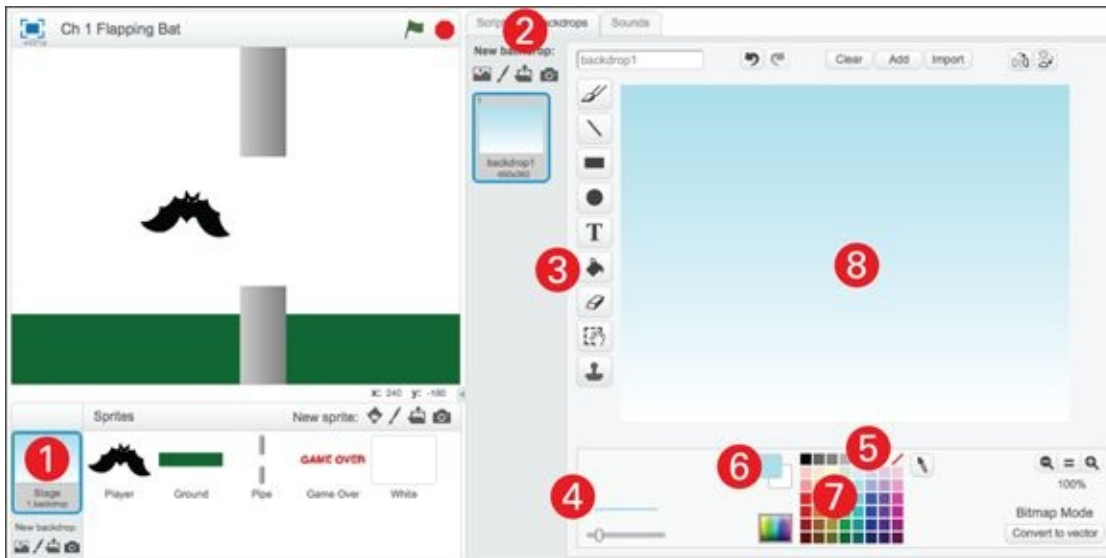 Ch 1 Flapping Bat
x: 240 y: -180
Sprites
New sprite:
1
Stage
1 backdrop
Player
Ground
Pipe
GAME OVER
Game Over
White
New backdrop
2
Sounds
New backdrop:
1
backdrop1
480x360
backdrop1
Clear
Add
Import
T
3
8
4
5
6
7
100%
Bitmap Mode
Convert to vector